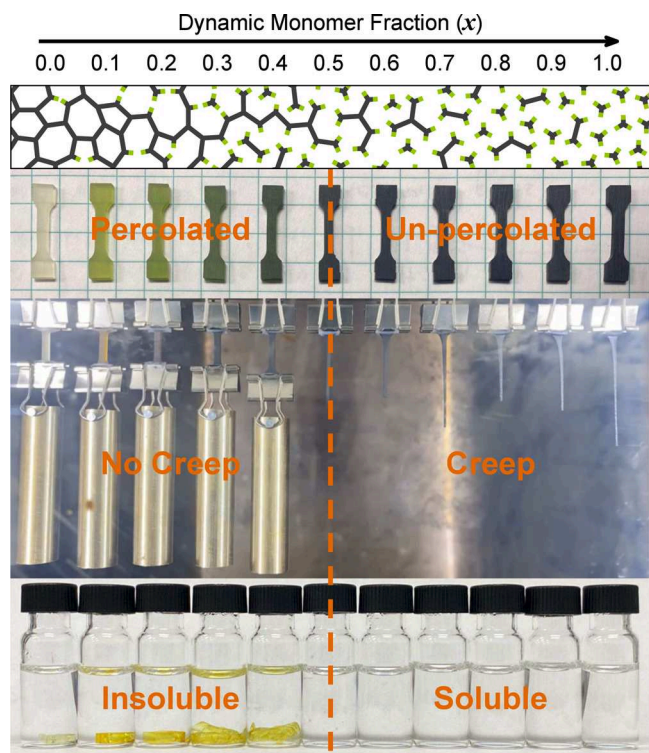 Dynamic Monomer Fraction (x)
0.0 0.1 0.2 0.3 0.4 0.5 0.6 0.7 0.8 0.9 1.0
Percolated Un-percolated
No Creep Creep
Insoluble Soluble